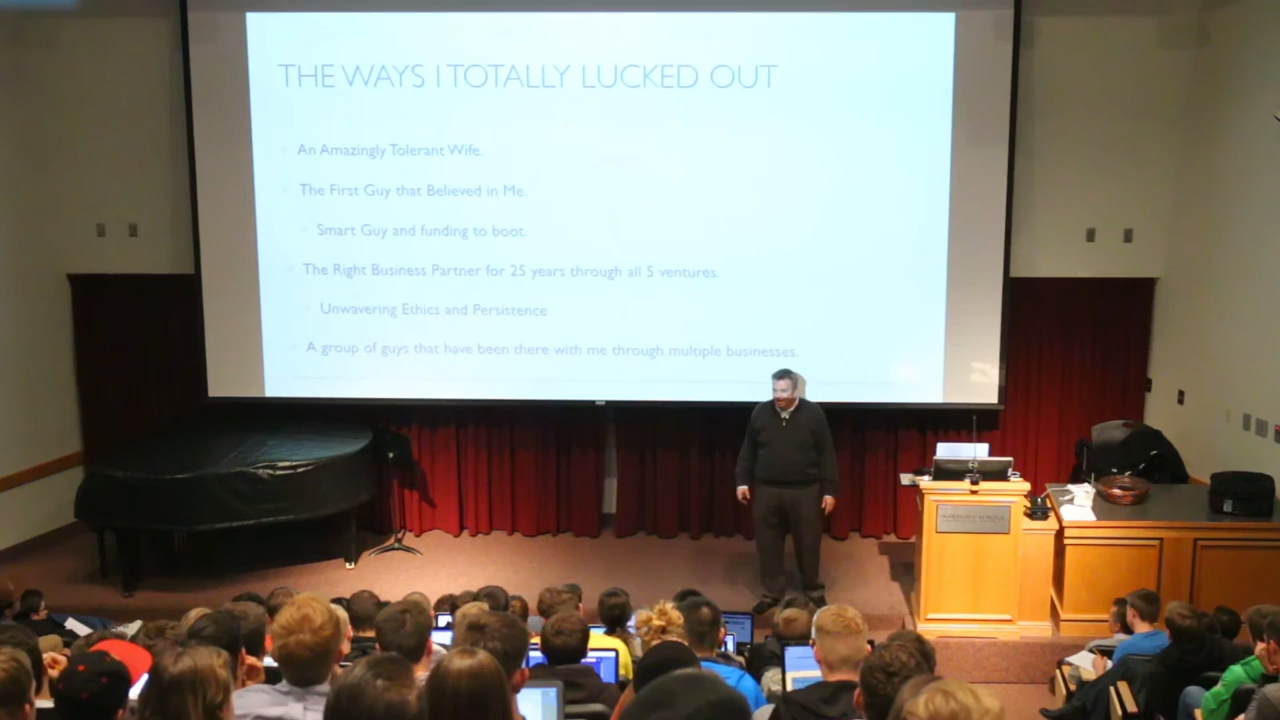 THE WAYS I TOTALLY LUCKED OUT
An Amazingly Tolerant Wife.
The First Guy that Believed in Me.
Smart Guy and funding to boot.
The Right Business Partner for 25 years through all 5 ventures.
Unwavering Ethics and Persistence
A group of guys that have been there with me through multiple businesses.